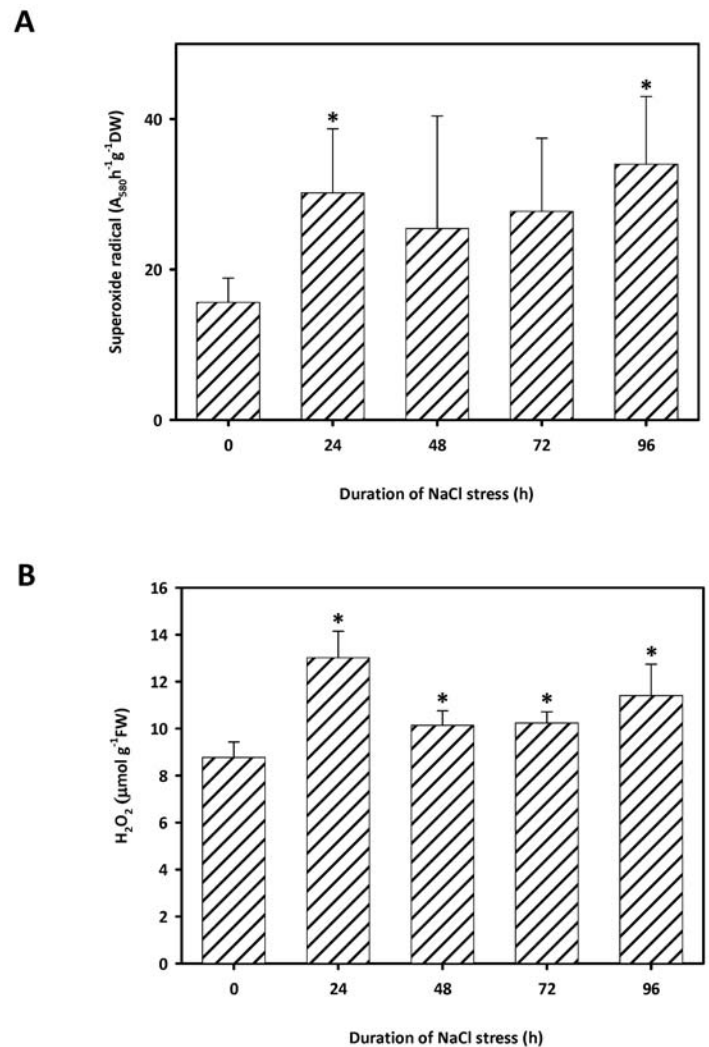 A
Superoxide radical (A₅₈₀h⁻¹g⁻¹DW)
40
20
0
*
*
0 24 48 72 96
Duration of NaCl stress (h)
B
H₂O₂ (µmol g⁻¹FW)
16
14
12
10
8
6
4
2
0
*
*
*
*
0 24 48 72 96
Duration of NaCl stress (h)